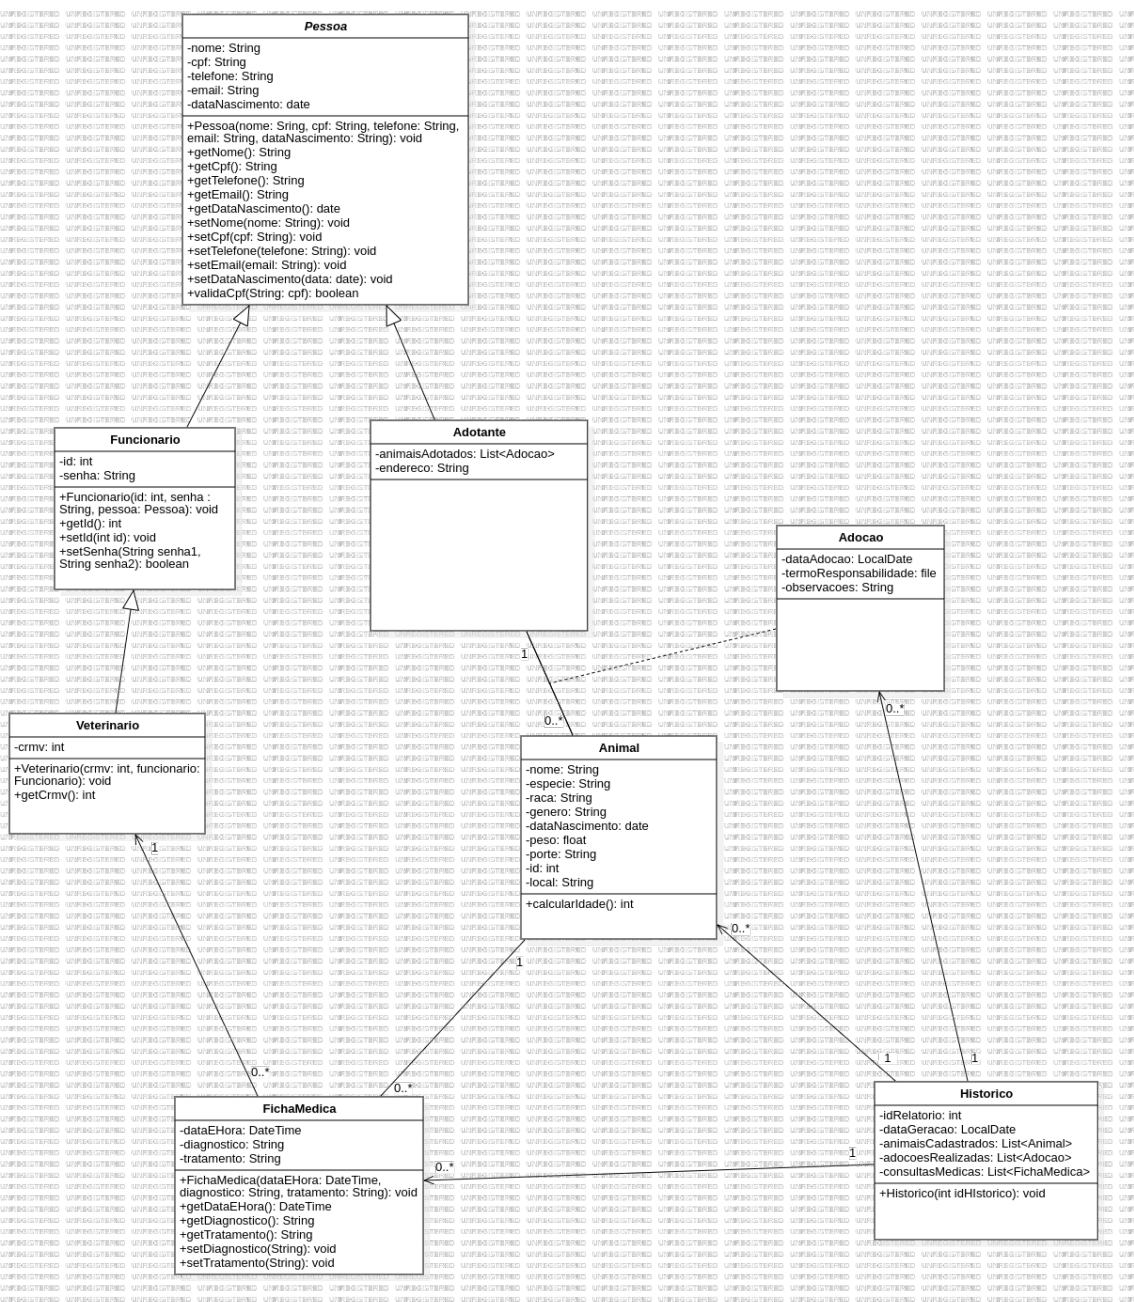 Pessoa
-nome: String
-cpf: String
-telefone: String
-email: String
-dataNascimento: date
+Pessoa(nome: Sring, cpf: String, telefone: String,
email: String, dataNascimento: String): void
+getNome(): String
+getCpf(): String
+getTelefone(): String
+getEmail(): String
+getDataNascimento(): date
+setNome(nome: String): void
+setCpf(cpf: String): void
+setTelefone(telefone: String): void
+setEmail(email: String): void
+setDataNascimento(data: date): void
+validaCpf(String: cpf): boolean
Funcionario
-id: int
-senha: String
+Funcionario(id: int, senha :
String, pessoa: Pessoa): void
+getId(): int
+setId(int id): void
+setSenha(String senha1,
String senha2): boolean
Adotante
-animaisAdotados: List<Adocao>
-endereco: String
Adocao
-dataAdocao: LocalDate
-termoResponsabilidade: file
-observacoes: String
1
0..*
0..*
Veterinario
-crmv: int
+Veterinario(crmv: int, funcionario:
Funcionario): void
+getCrmv(): int
1
Animal
-nome: String
-especie: String
-raca: String
-genero: String
-dataNascimento: date
-peso: float
-porte: String
-id: int
-local: String
+calcularIdade(): int
0..*
1
1
1
0..*
0..*
FichaMedica
-dataEHora: DateTime
-diagnostico: String
-tratamento: String
+FichaMedica(dataEHora: DateTime,
diagnostico: String, tratamento: String): void
+getDataEHora(): DateTime
+getDiagnostico(): String
+getTratamento(): String
+setDiagnostico(String): void
+setTratamento(String): void
0..*
1
Historico
-idRelatorio: int
-dataGeracao: LocalDate
-animaisCadastrados: List<Animal>
-adocoesRealizadas: List<Adocao>
-consultasMedicas: List<FichaMedica>
+Historico(int idHIstorico): void